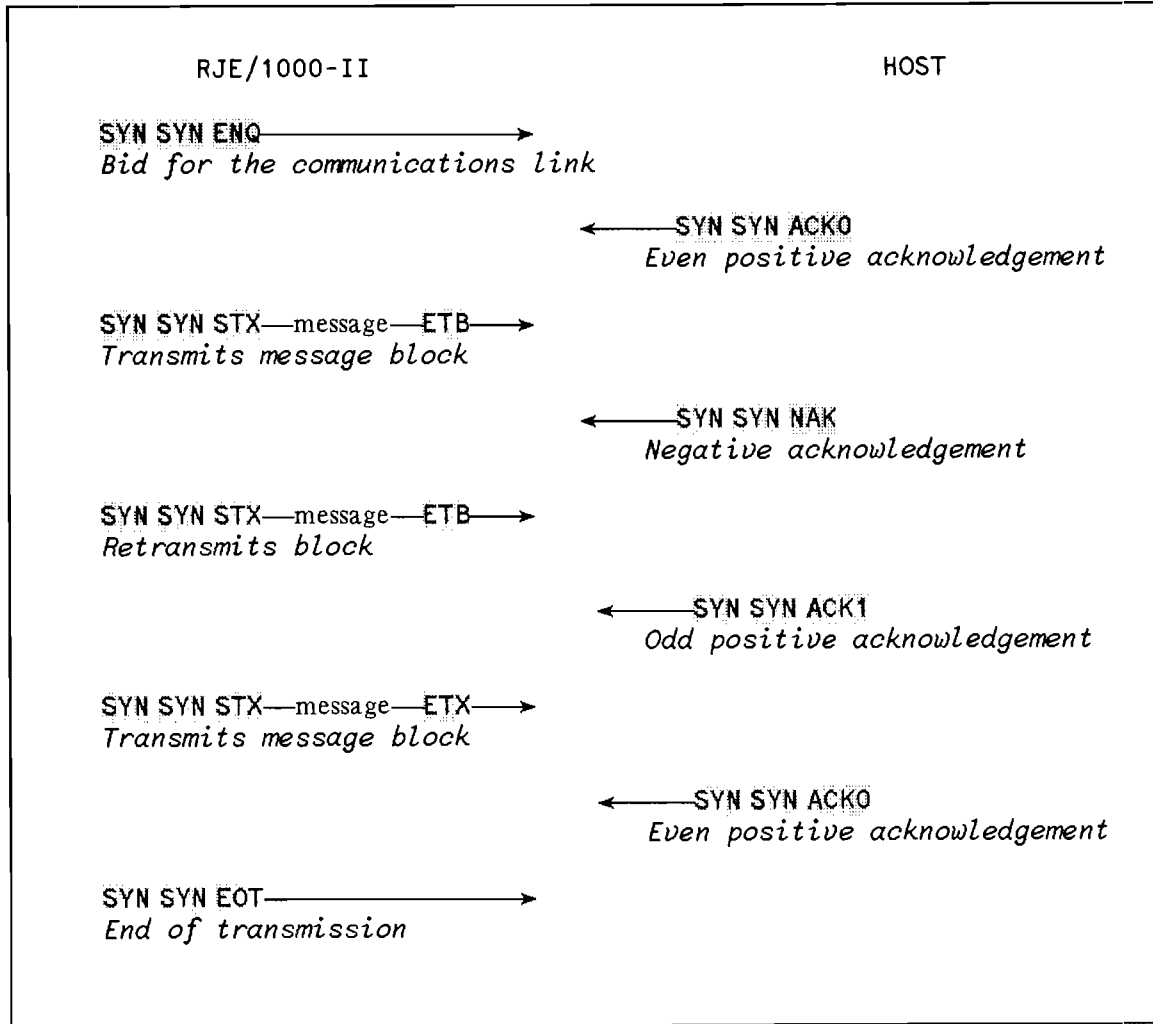 RJE/1000-II HOST
SYN SYN ENQ
Bid for the communications link
SYN SYN ACK0
Even positive acknowledgement
SYN SYN STX—message—ETB
Transmits message block
SYN SYN NAK
Negative acknowledgement
SYN SYN STX—message—ETB
Retransmits block
SYN SYN ACK1
Odd positive acknowledgement
SYN SYN STX—message—ETX
Transmits message block
SYN SYN ACK0
Even positive acknowledgement
SYN SYN EOT
End of transmission